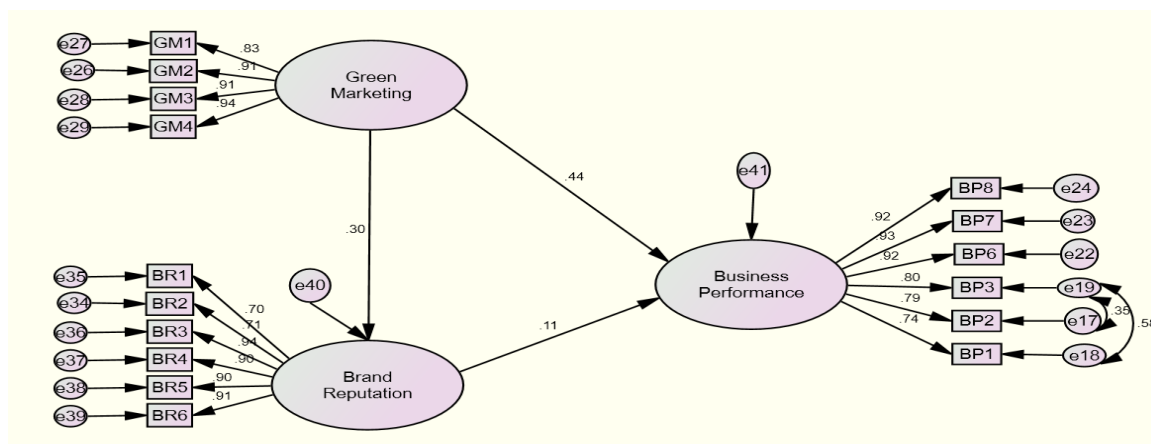 e27 GM1 .83
e26 GM2 .91
e28 GM3 .91
e29 GM4 .94
Green
Marketing
.44
.30
e41
e40
e35 BR1 .70
e34 BR2 .71
e36 BR3 .94
e37 BR4 .90
e38 BR5 .90
e39 BR6 .91
Brand
Reputation
.11
Business
Performance
.92 BP8 e24
.93 BP7 e23
.92 BP6 e22
.80 BP3 e19
.79 BP2 e17
.74 BP1 e18
.35
.58